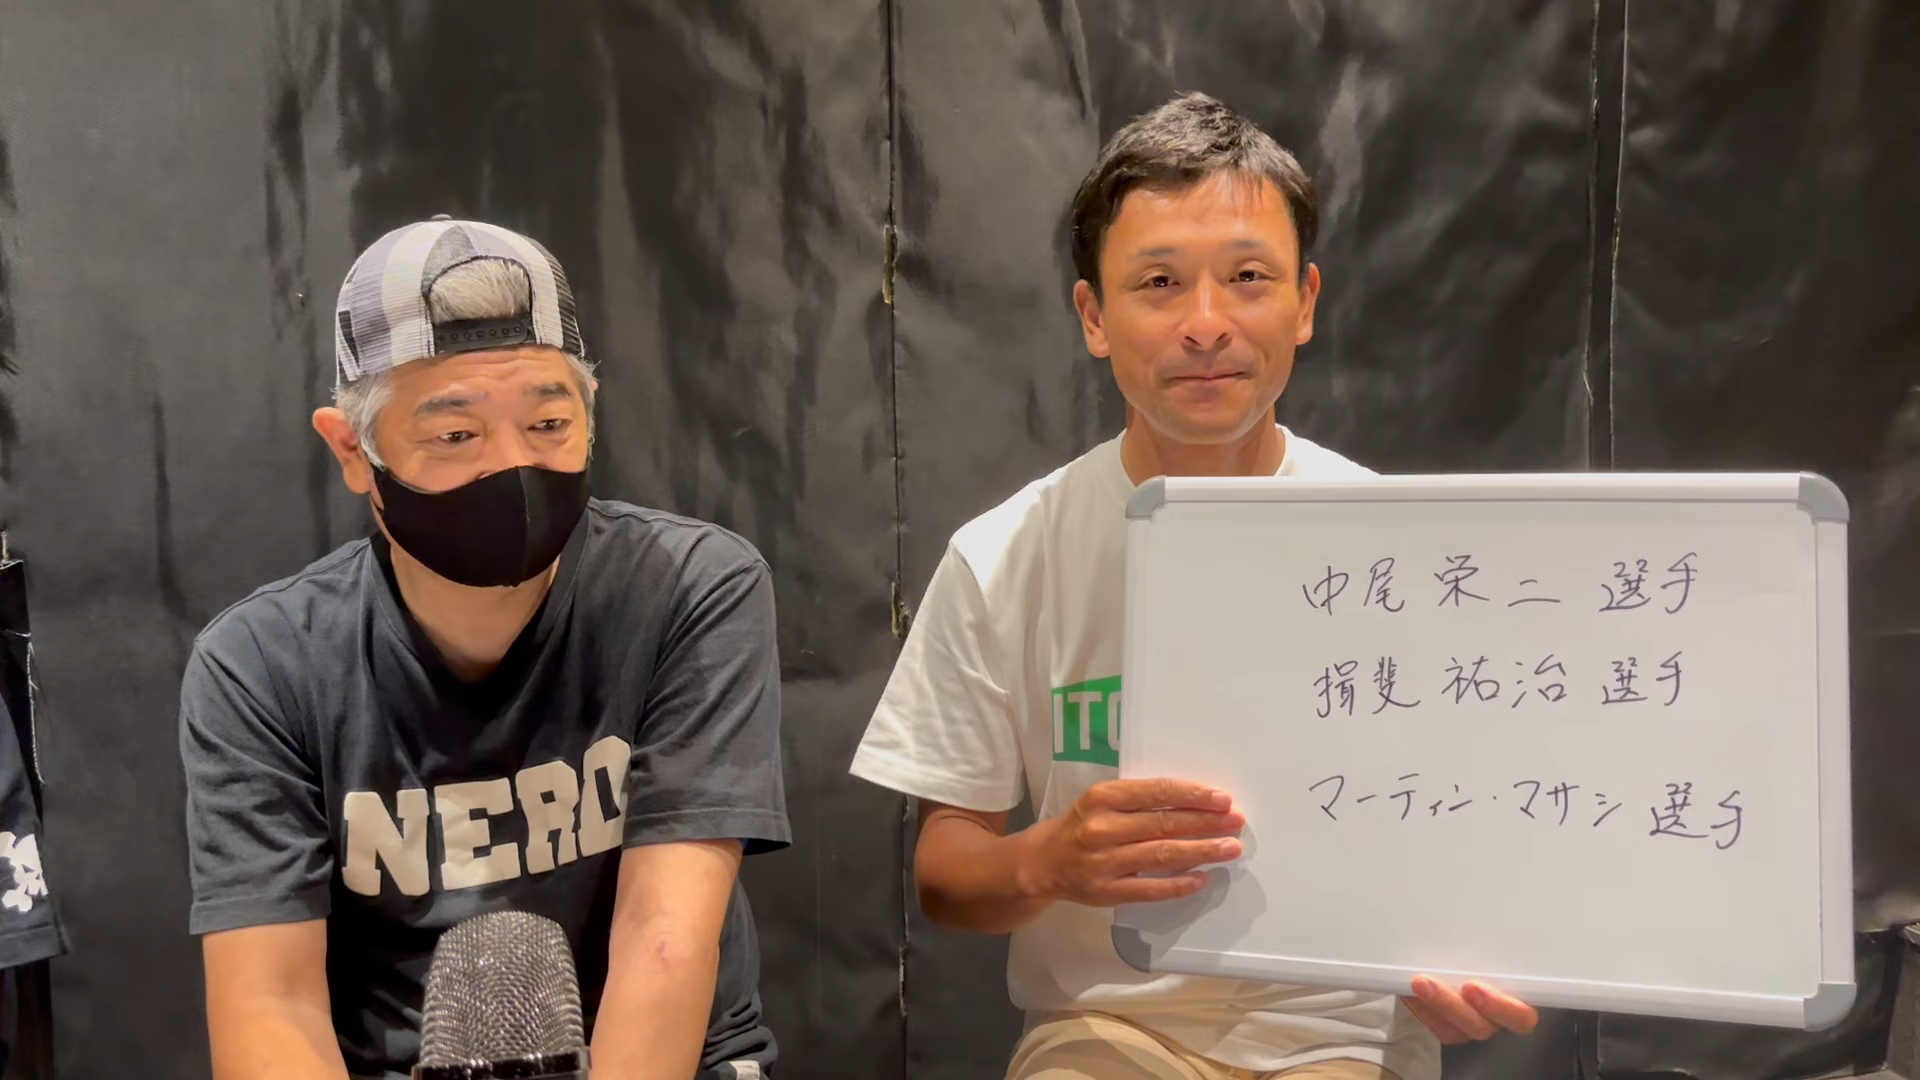 NERO
ITO
中尾栄二 選手
揖斐祐治 選手
マーティン・マサシ 選手